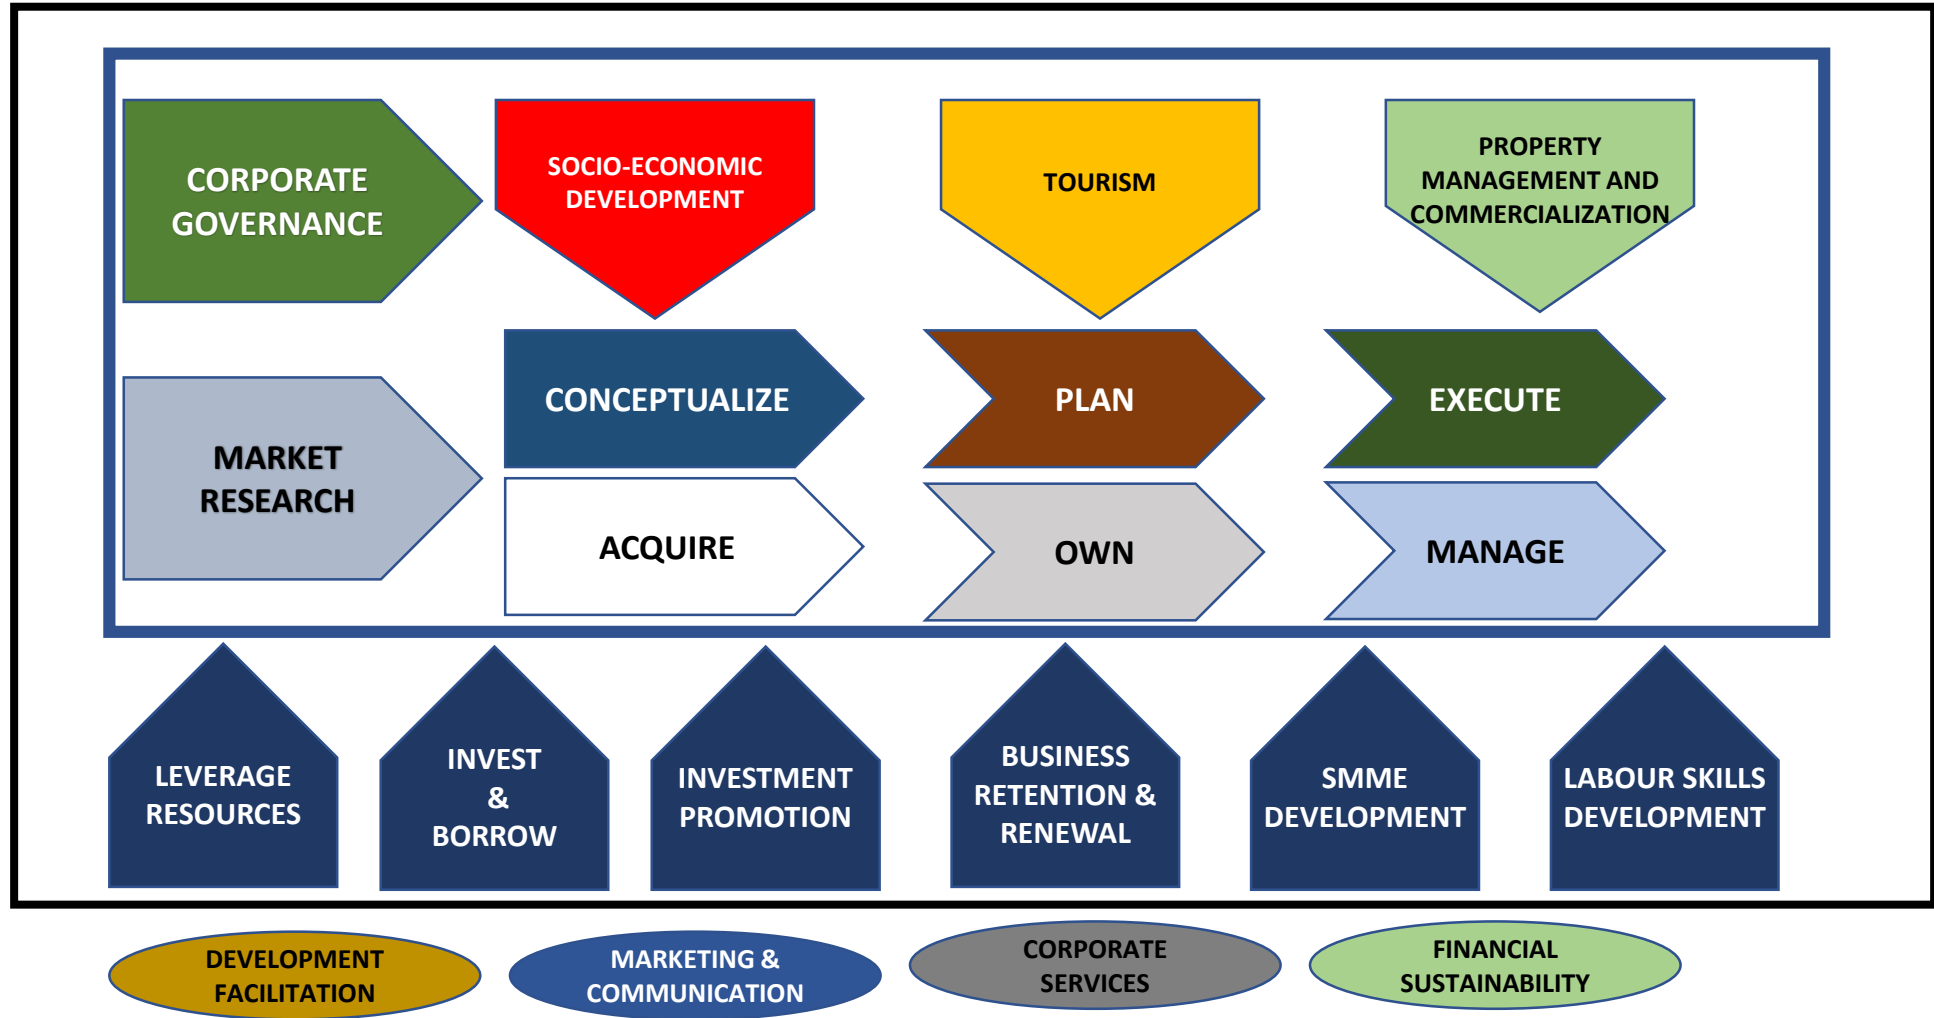 CORPORATE
GOVERNANCE
SOCIO-ECONOMIC
DEVELOPMENT
TOURISM
PROPERTY
MANAGEMENT AND
COMMERCIALIZATION
MARKET
RESEARCH
CONCEPTUALIZE
PLAN
EXECUTE
ACQUIRE
OWN
MANAGE
LEVERAGE
RESOURCES
INVEST
&
BORROW
INVESTMENT
PROMOTION
BUSINESS
RETENTION &
RENEWAL
SMME
DEVELOPMENT
LABOUR SKILLS
DEVELOPMENT
DEVELOPMENT
FACILITATION
MARKETING &
COMMUNICATION
CORPORATE
SERVICES
FINANCIAL
SUSTAINABILITY